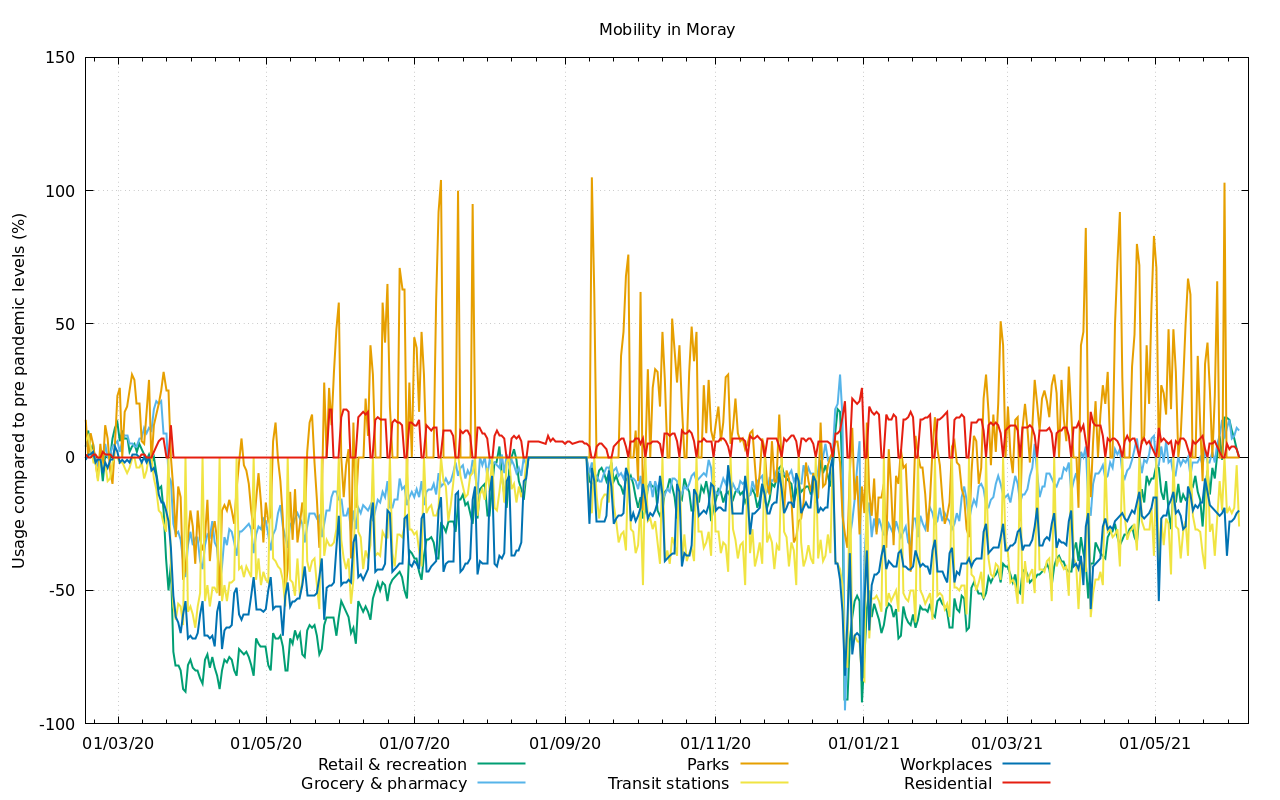 Mobility in Moray
Usage compared to pre pandemic levels (%)
150
100
50
0
-50
-100
01/03/20 01/05/20 01/07/20 01/09/20 01/11/20 01/01/21 01/03/21 01/05/21
Retail & recreation Parks Workplaces
Grocery & pharmacy Transit stations Residential